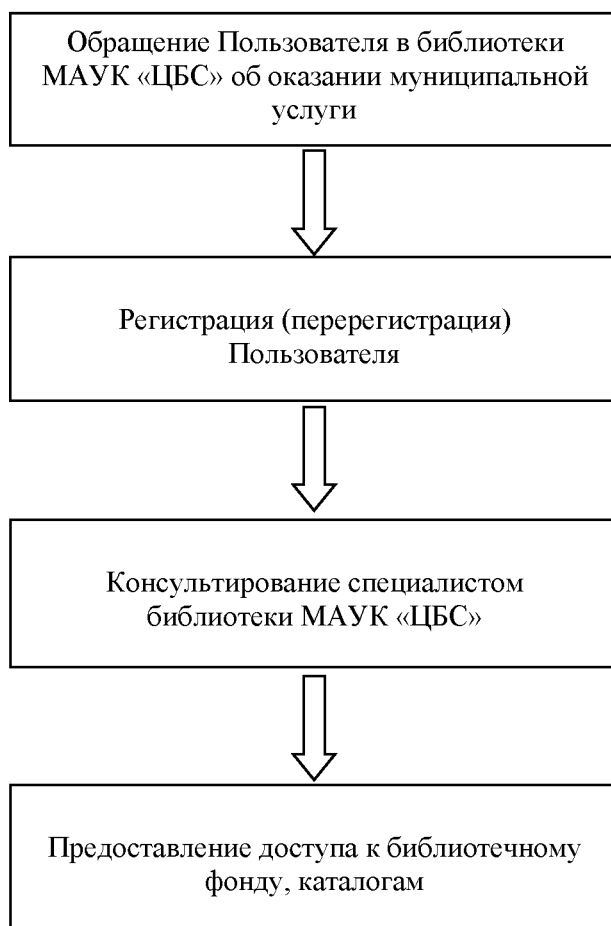 Обращение Пользователя в библиотеки
МАУК «ЦБС» об оказании муниципальной
услуги
Регистрация (перерегистрация)
Пользователя
Консультирование специалистом
библиотеки МАУК «ЦБС»
Предоставление доступа к библиотечному
фонду, каталогам